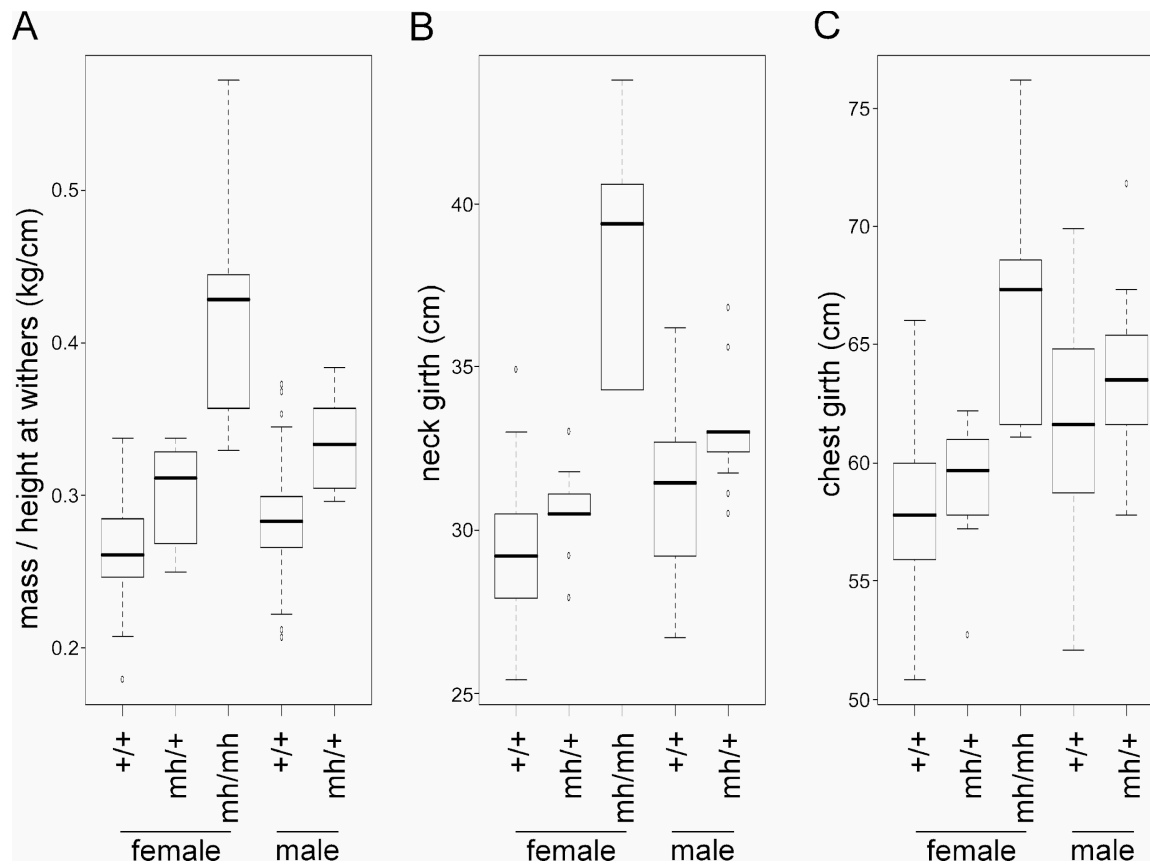 A
mass / height at withers (kg/cm)
0.5
0.4
0.3
0.2
+/+
mh/+
mh/mh
+/+
mh/+
female
male
B
neck girth (cm)
40
35
30
25
+/+
mh/+
mh/mh
+/+
mh/+
female
male
C
chest girth (cm)
75
70
65
60
55
50
+/+
mh/+
mh/mh
+/+
mh/+
female
male